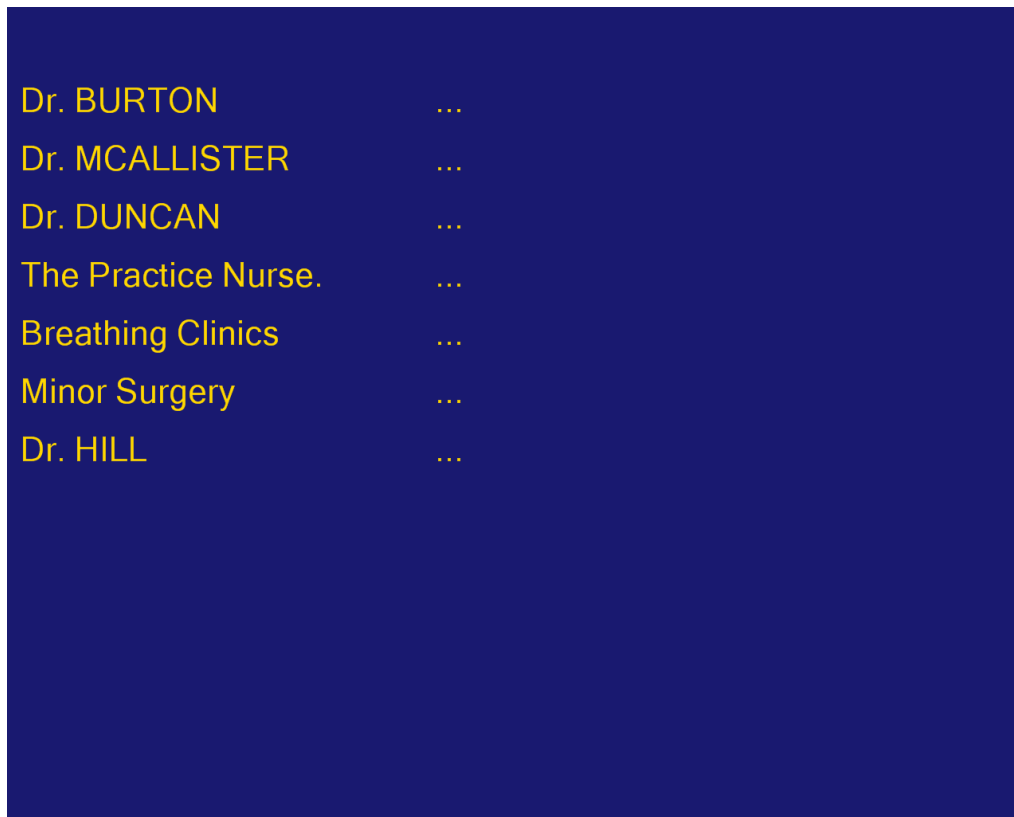 Dr. BURTON ...
Dr. MCALLISTER ...
Dr. DUNCAN ...
The Practice Nurse. ...
Breathing Clinics ...
Minor Surgery ...
Dr. HILL ...